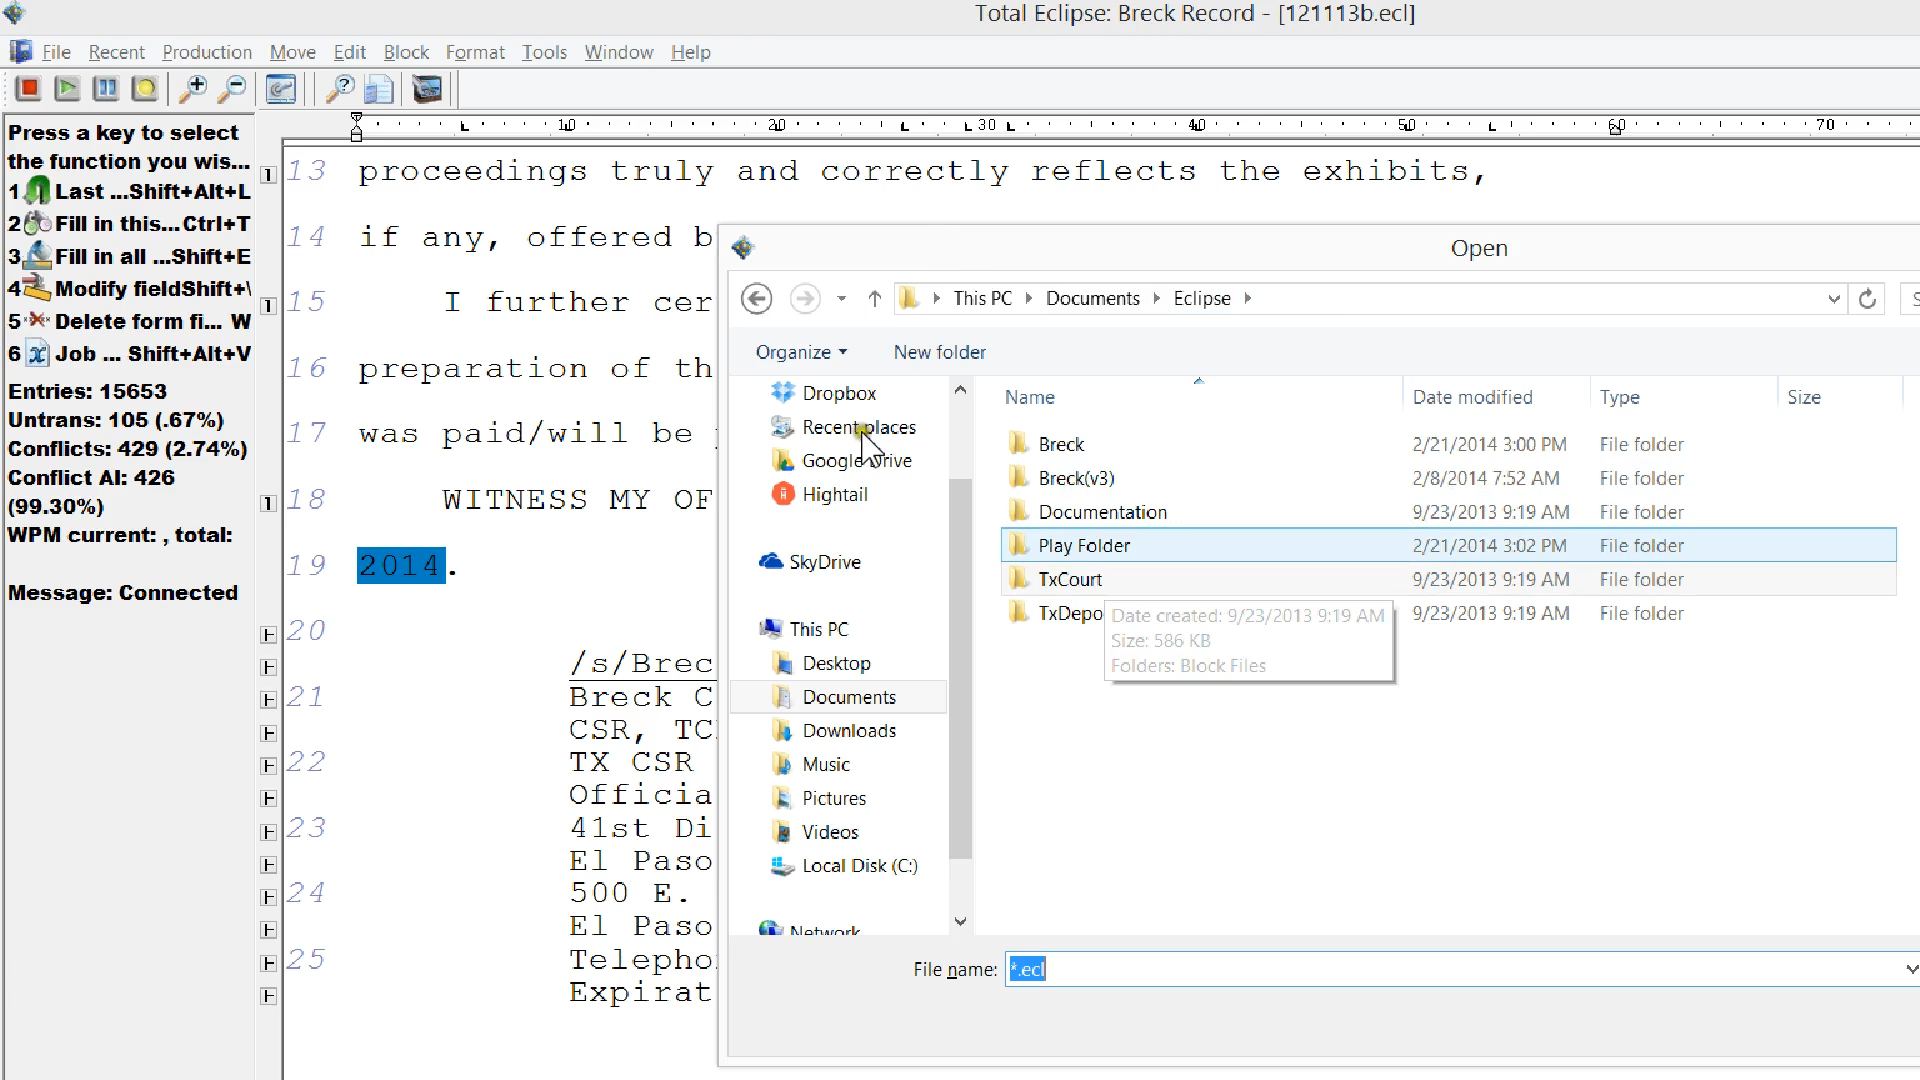 Total Eclipse: Breck Record - [121113b.ecl]
File Recent Production Move Edit Block Format Tools Window Help
10 20 30 40 50 60 70
Press a key to select
the function you wis...
1 Last ...Shift+Alt+L
2 Fill in this...Ctrl+T
3 Fill in all ...Shift+E
4 Modify fieldShift+
5 Delete form fi... W
6 Job ... Shift+Alt+V
Entries: 15653
Untrans: 105 (.67%)
Conflicts: 429 (2.74%)
Conflict AI: 426
(99.30%)
WPM current: , total:
Message: Connected
13 proceedings truly and correctly reflects the exhibits,
14 if any, offered b
15 I further cer
16 preparation of th
17 was paid/will be
18 WITNESS MY OF
19 2014.
20
/s/Brec
21 Breck C
CSR, TC
22 TX CSR
Officia
23 41st Di
El Paso
24 500 E.
El Paso
25 Telepho
Expirat
Open
This PC Documents Eclipse
Organize New folder
Dropbox
Recent places
Google Drive
Hightail
SkyDrive
This PC
Desktop
Documents
Downloads
Music
Pictures
Videos
Local Disk (C:)
Network
Name Date modified Type Size
Breck 2/21/2014 3:00 PM File folder
Breck(v3) 2/8/2014 7:52 AM File folder
Documentation 9/23/2013 9:19 AM File folder
Play Folder 2/21/2014 3:02 PM File folder
TxCourt 9/23/2013 9:19 AM File folder
TxDepo 9/23/2013 9:19 AM File folder
Date created: 9/23/2013 9:19 AM
Size: 586 KB
Folders: Block Files
File name: *.ecl